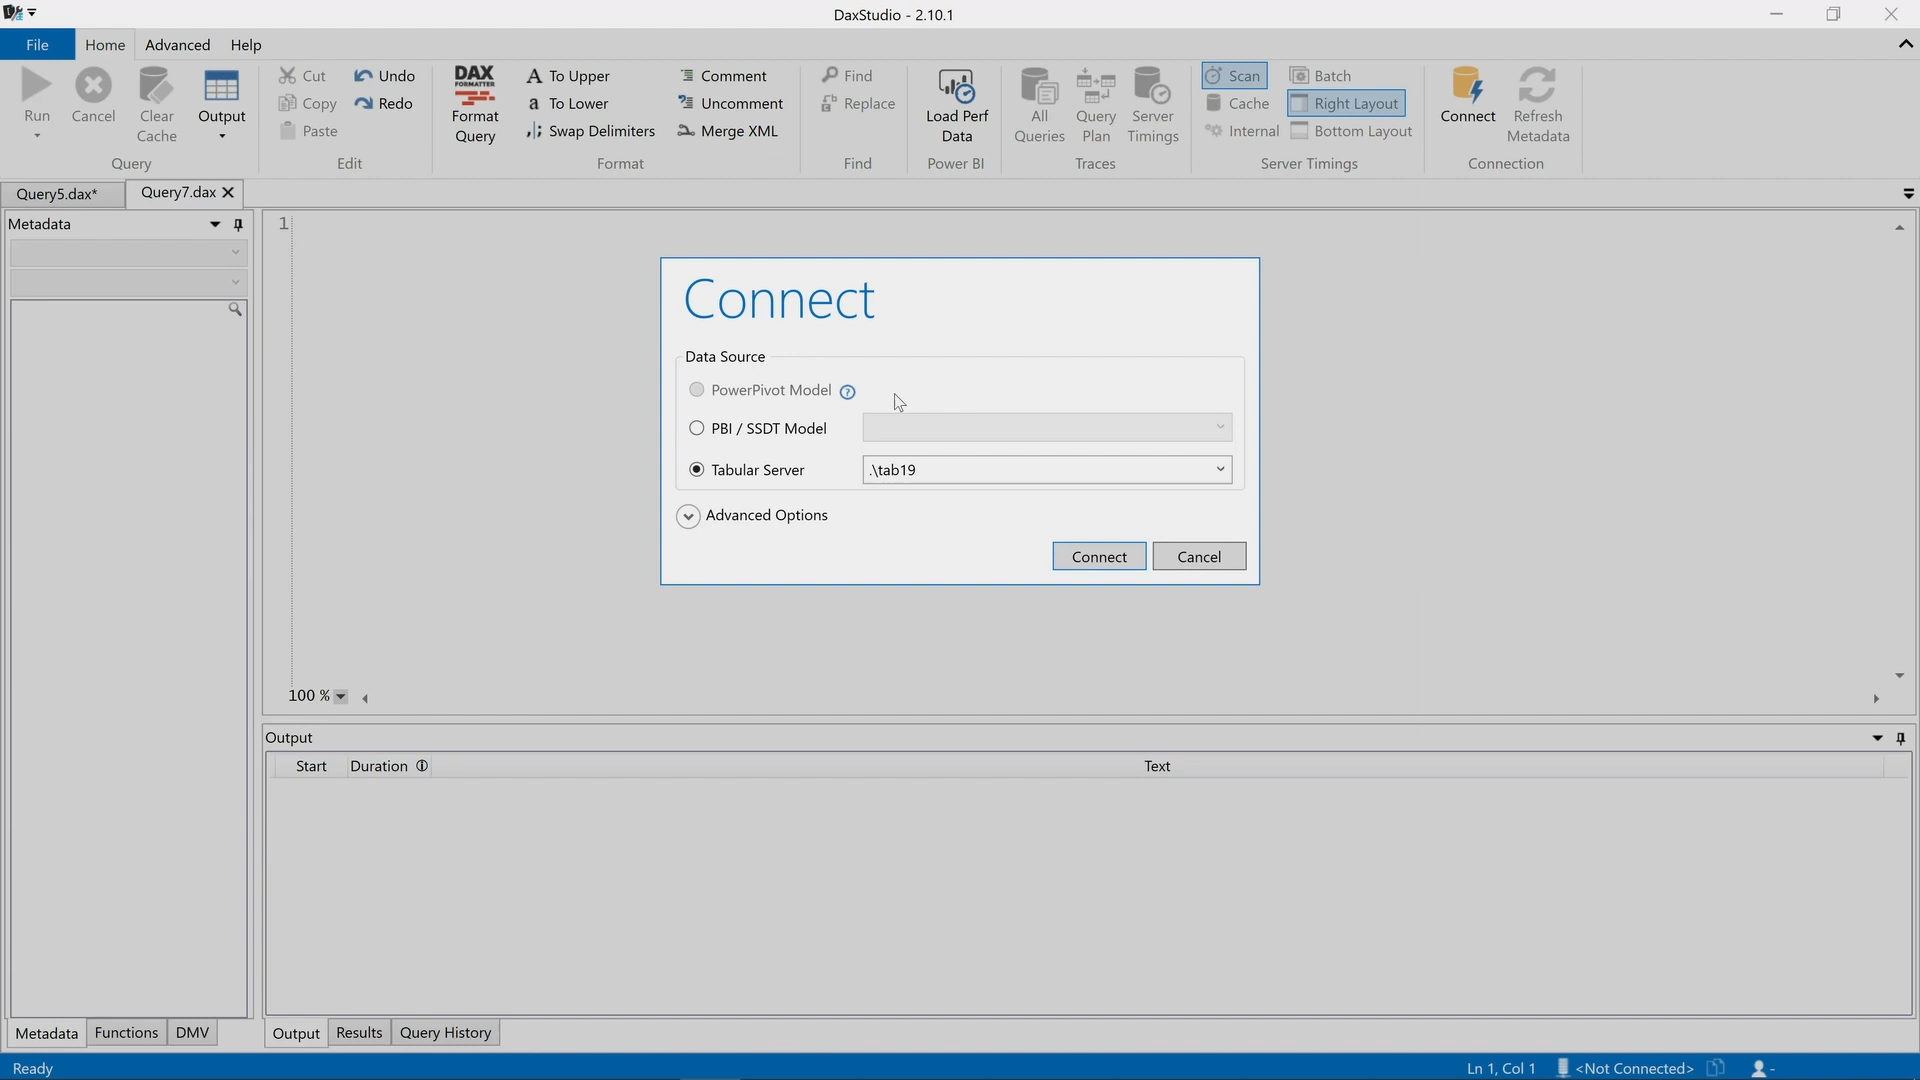 DaxStudio - 2.10.1
File Home Advanced Help
Run Cancel Clear Cache Output
Cut Copy Paste Undo Redo
DAX FORMATTER Format Query
To Upper To Lower Swap Delimiters
Comment Uncomment Merge XML
Find Replace
Load Perf Data
All Queries Query Plan Server Timings
Scan Cache Internal
Batch Right Layout Bottom Layout
Connect Refresh Metadata
Query Edit Format Find Power BI Traces Server Timings Connection
Query5.dax* Query7.dax
Metadata
1
Connect
Data Source
PowerPivot Model ?
PBI / SSDT Model
Tabular Server .\tab19
Advanced Options
Connect Cancel
100 %
Output
Start Duration Text
Metadata Functions DMV Output Results Query History
Ready Ln 1, Col 1 <Not Connected> -